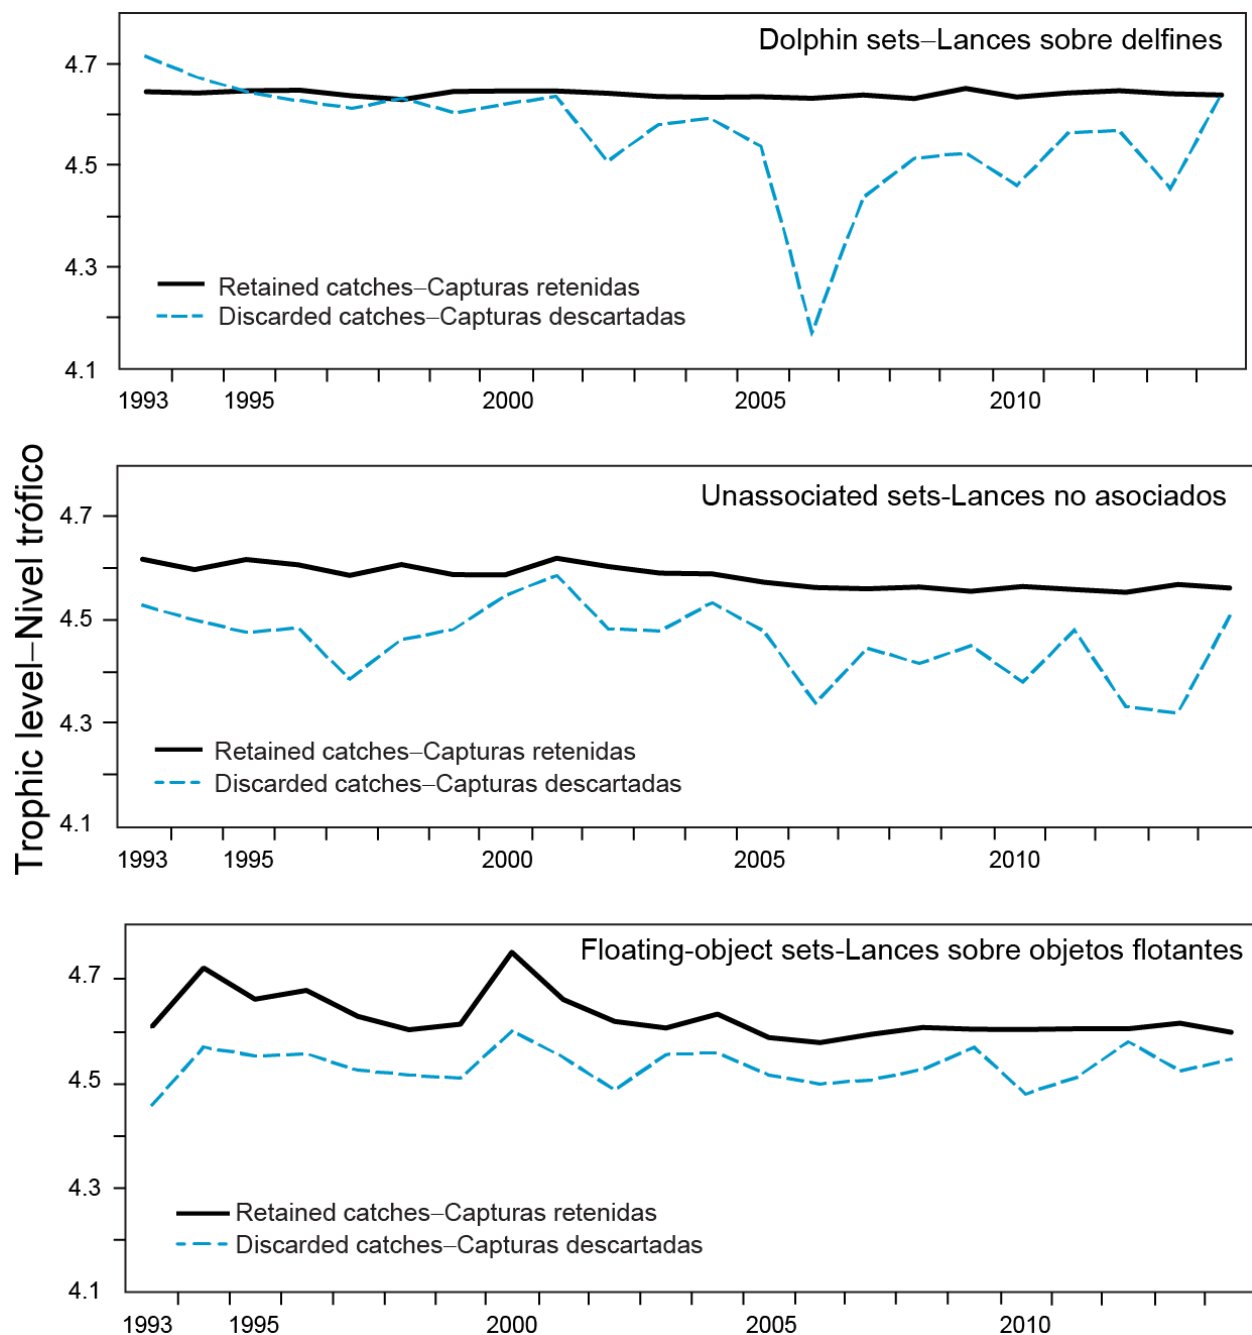 Dolphin sets–Lances sobre delfines
4.7
4.5
4.3
4.1
Retained catches–Capturas retenidas
Discarded catches–Capturas descartadas
1993 1995 2000 2005 2010
Trophic level–Nivel trófico
Unassociated sets-Lances no asociados
4.7
4.5
4.3
4.1
Retained catches–Capturas retenidas
Discarded catches–Capturas descartadas
1993 1995 2000 2005 2010
Floating-object sets-Lances sobre objetos flotantes
4.7
4.5
4.3
4.1
Retained catches–Capturas retenidas
Discarded catches–Capturas descartadas
1993 1995 2000 2005 2010